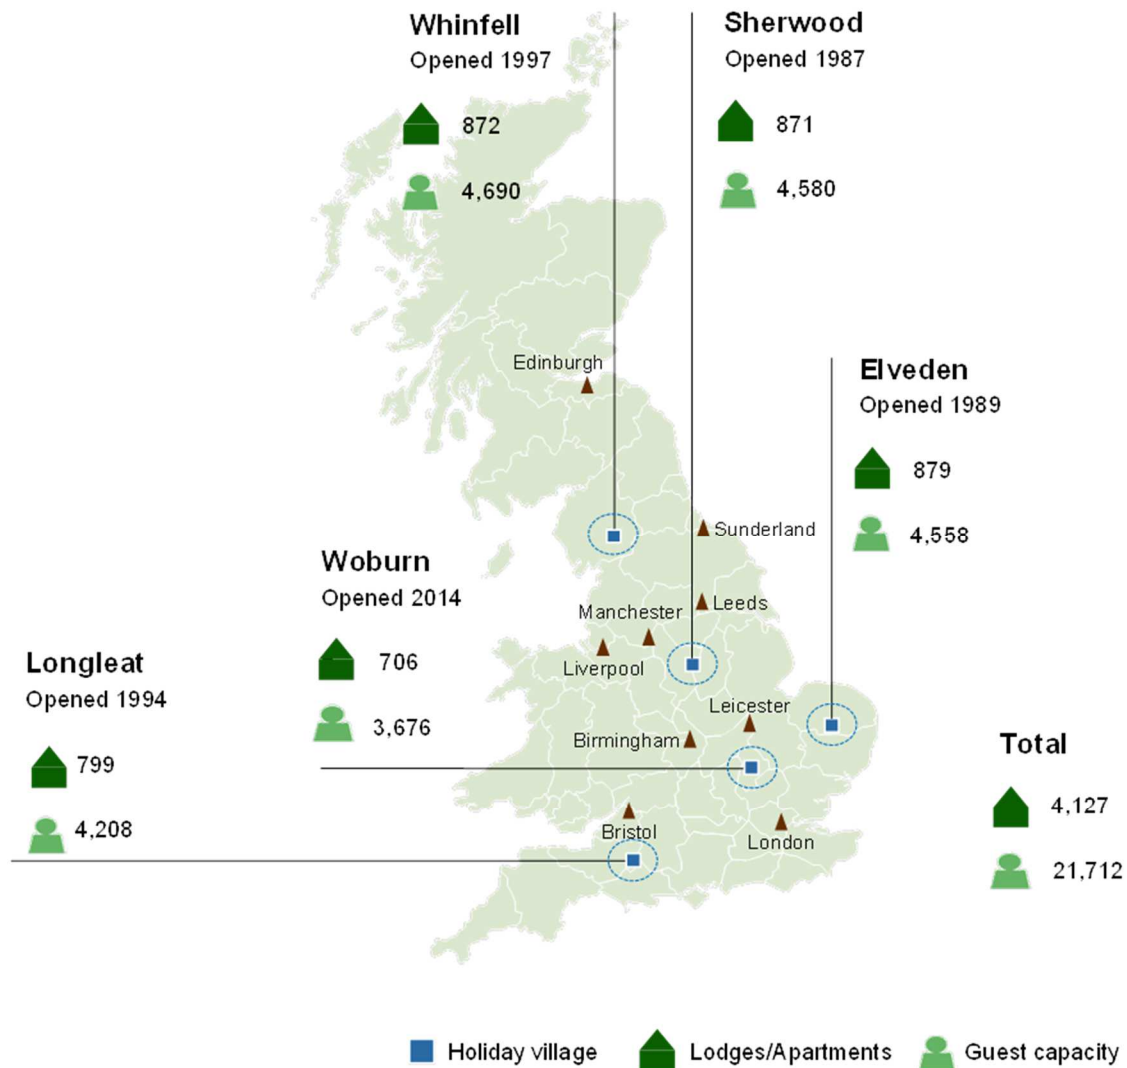 Whinfell
Opened 1997
872
4,690
Sherwood
Opened 1987
871
4,580
Edinburgh
Elveden
Opened 1989
879
4,558
Sunderland
Woburn
Opened 2014
706
3,676
Manchester
Leeds
Liverpool
Longleat
Opened 1994
799
4,208
Leicester
Birmingham
Bristol
London
Total
4,127
21,712
Holiday village
Lodges/Apartments
Guest capacity